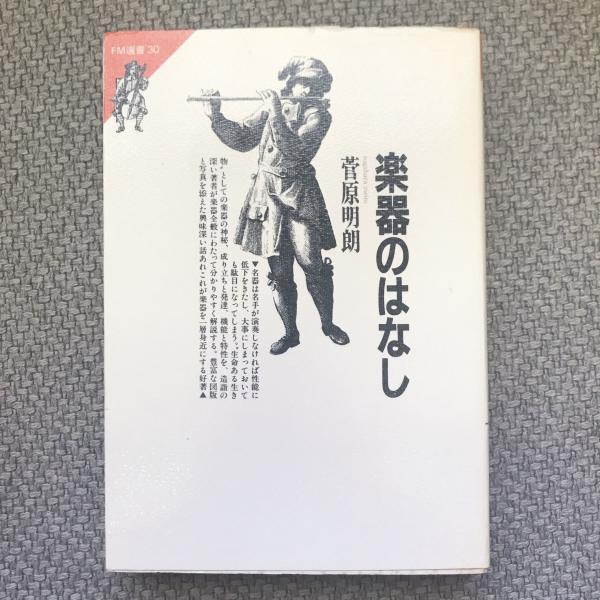 FM選書 30
楽器のはなし
菅原明朗
▼名器は名手が演奏しなければ性能に
低下をきたし、大事にしまっておいて
も駄目になってしまう。“生命ある生き
物”としての楽器の神秘、成り立ちと発達、機能と特性を、造詣の
深い著者が楽器全般にわたって分かりやすく解説する。豊富な図版
と写真を添えた興味深い話あれこれが楽器を一層身近にする好著▲